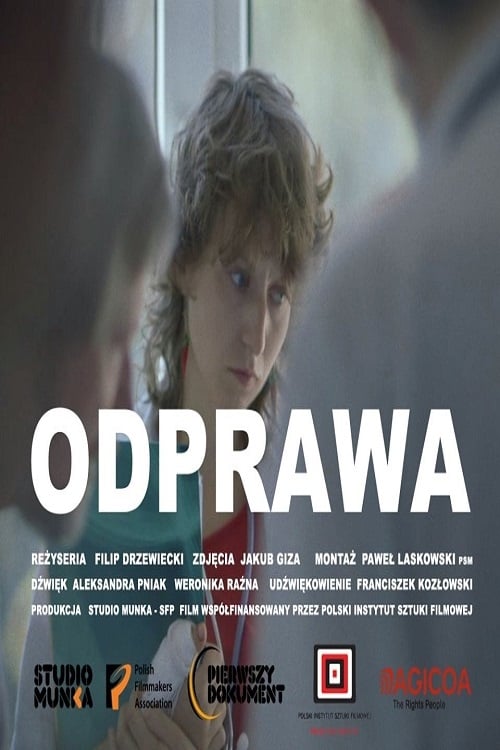 ODPRAWA
REŻYSERIA FILIP DRZEWIECKI ZDJĘCIA JAKUB GIZA MONTAŻ PAWEŁ LASKOWSKI PSM
DŹWIĘK ALEKSANDRA PNIAK WERONIKA RAŹNA UDŹWIĘKOWIENIE FRANCISZEK KOZŁOWSKI
PRODUKCJA STUDIO MUNKA - SFP FILM WSPÓŁFINANSOWANY PRZEZ POLSKI INSTYTUT SZTUKI FILMOWEJ
STUDIO
MUNKA
Polish
Filmmakers
Association
PIERWSZY
DOKUMENT
POLSKI INSTYTUT SZTUKI FILMOWEJ
AGICOA
The Rights People